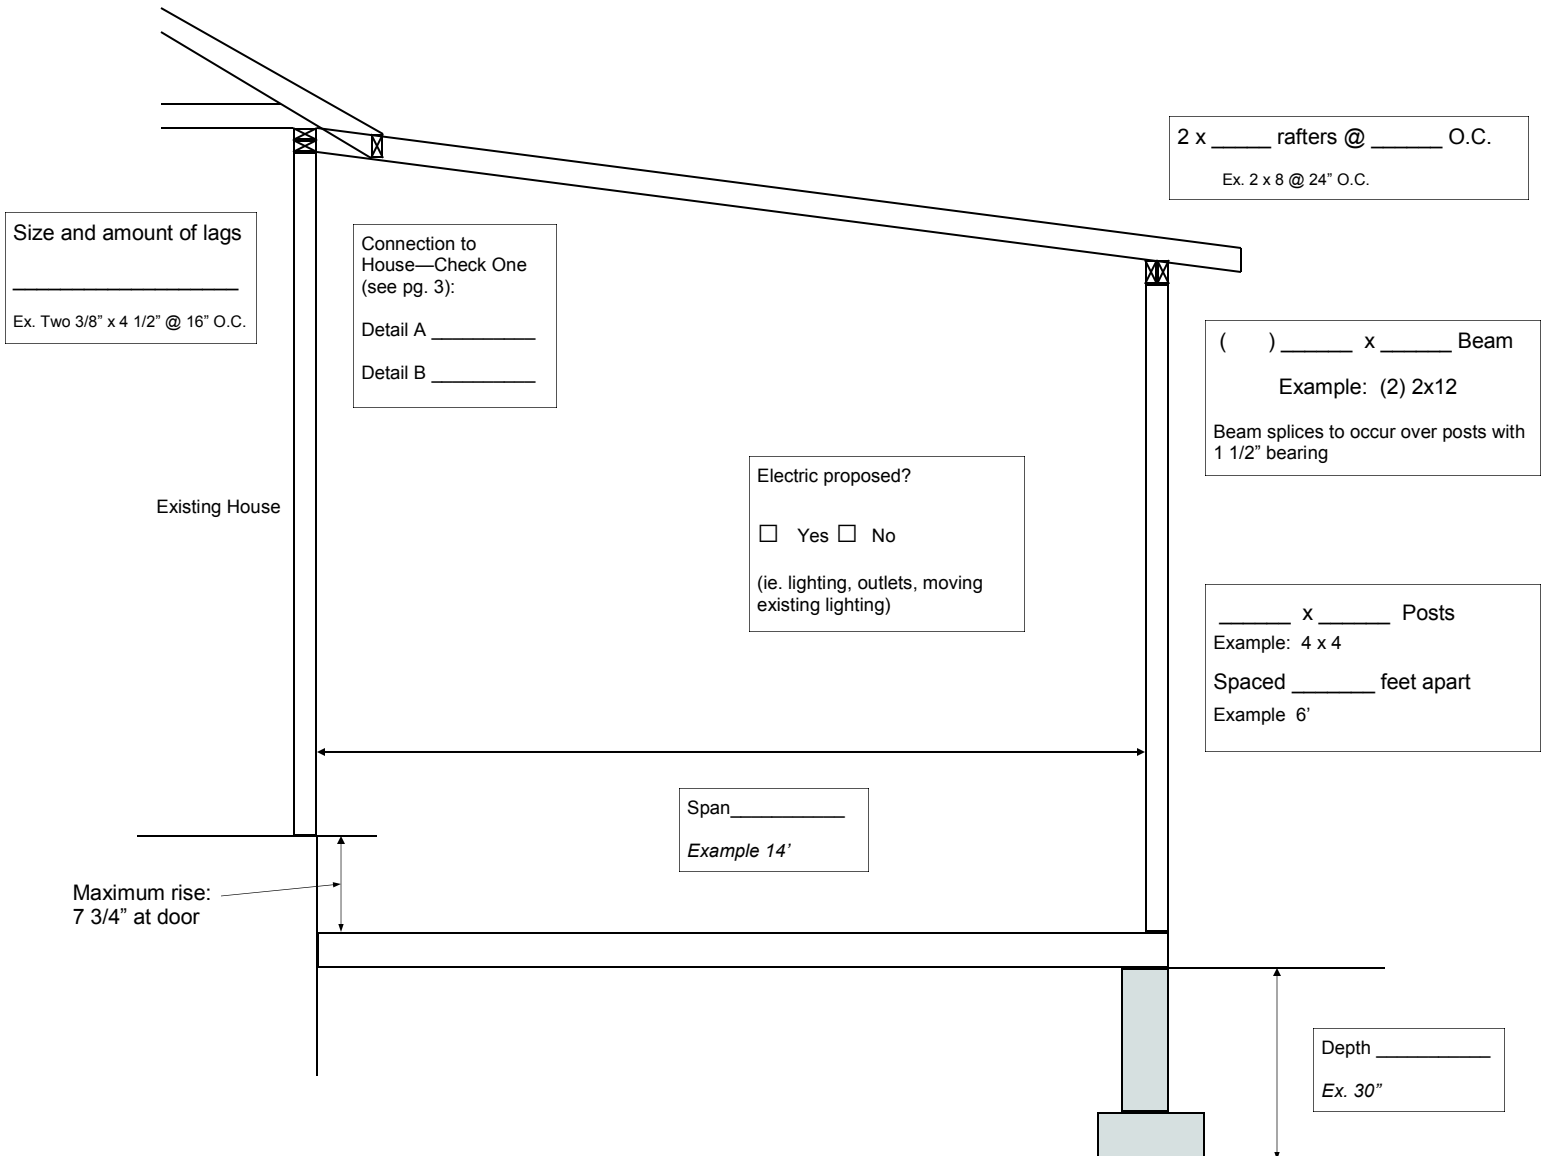 2 x _____ rafters @ ______ O.C.
Ex. 2 x 8 @ 24” O.C.
Size and amount of lags
___________________
Ex. Two 3/8” x 4 1/2” @ 16” O.C.
Connection to
House—Check One
(see pg. 3):
Detail A __________
Detail B __________
(    ) ______ x ______ Beam
Example: (2) 2x12
Beam splices to occur over posts with
1 1/2” bearing
Electric proposed?
☐ Yes ☐ No
(ie. lighting, outlets, moving
existing lighting)
Existing House
______ x ______ Posts
Example: 4 x 4
Spaced _______ feet apart
Example 6’
Span___________
Example 14’
Maximum rise:
7 3/4” at door
Depth ___________
Ex. 30”